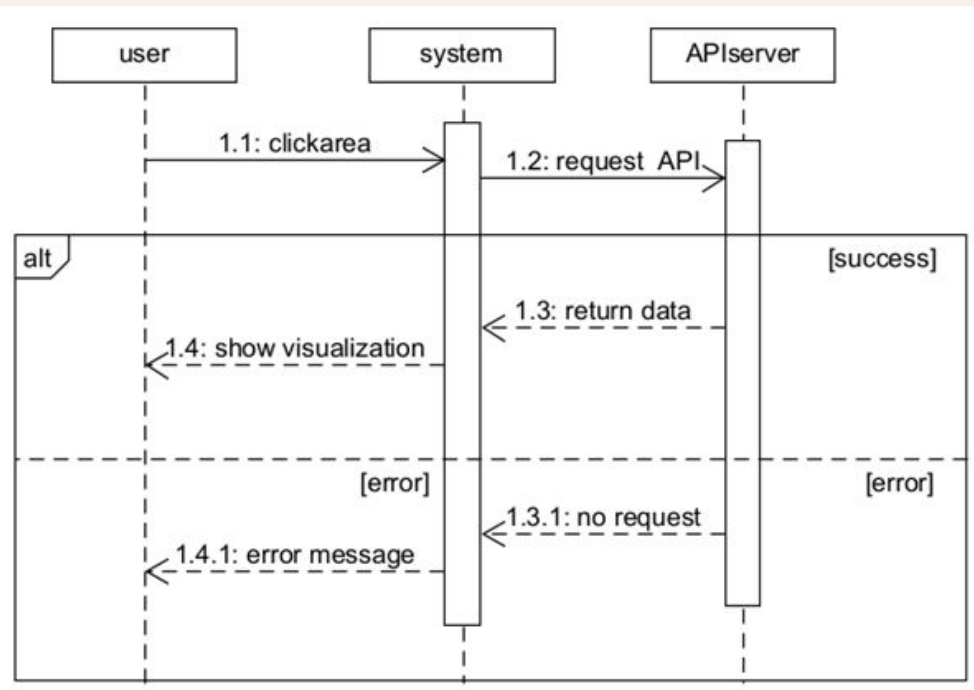 user
system
APIserver
1.1: clickarea
1.2: request API
alt
[success]
1.3: return data
1.4: show visualization
[error]
[error]
1.3.1: no request
1.4.1: error message